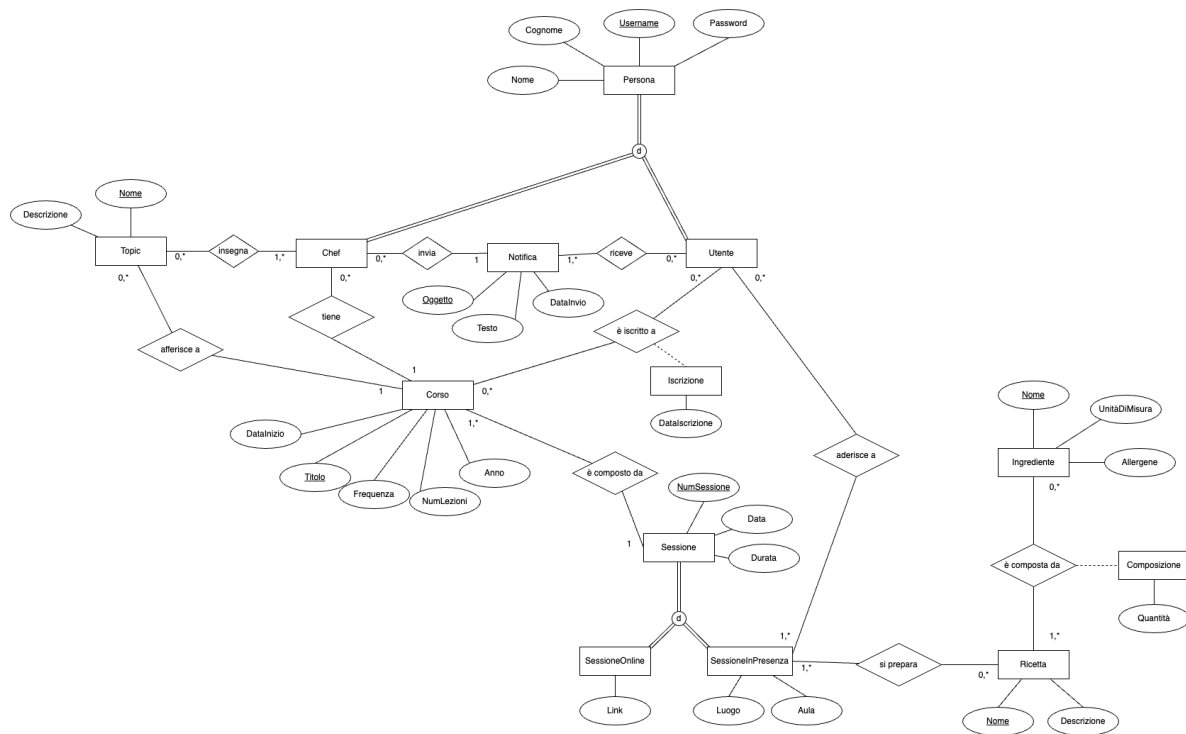 Cognome
Username
Password
Nome
Persona
d
Nome
Descrizione
Topic
0,*
insegna
1,*
Chef
0,*
invia
1
Notifica
1,*
riceve
0,*
Utente
0,*
0,*
0,*
0,*
Oggetto
DataInvio
Testo
tiene
è iscritto a
afferisce a
1
1
Corso
0,*
1,*
Iscrizione
DataIscrizione
DataInizio
Titolo
Frequenza
NumLezioni
Anno
è composto da
aderisce a
Nome
UnitàDiMisura
Ingrediente
Allergene
0,*
NumSessione
Data
1
Sessione
Durata
è composta da
Composizione
Quantità
d
1,*
1,*
SessioneOnline
SessioneInPresenza
1,*
si prepara
0,*
Ricetta
Link
Luogo
Aula
Nome
Descrizione